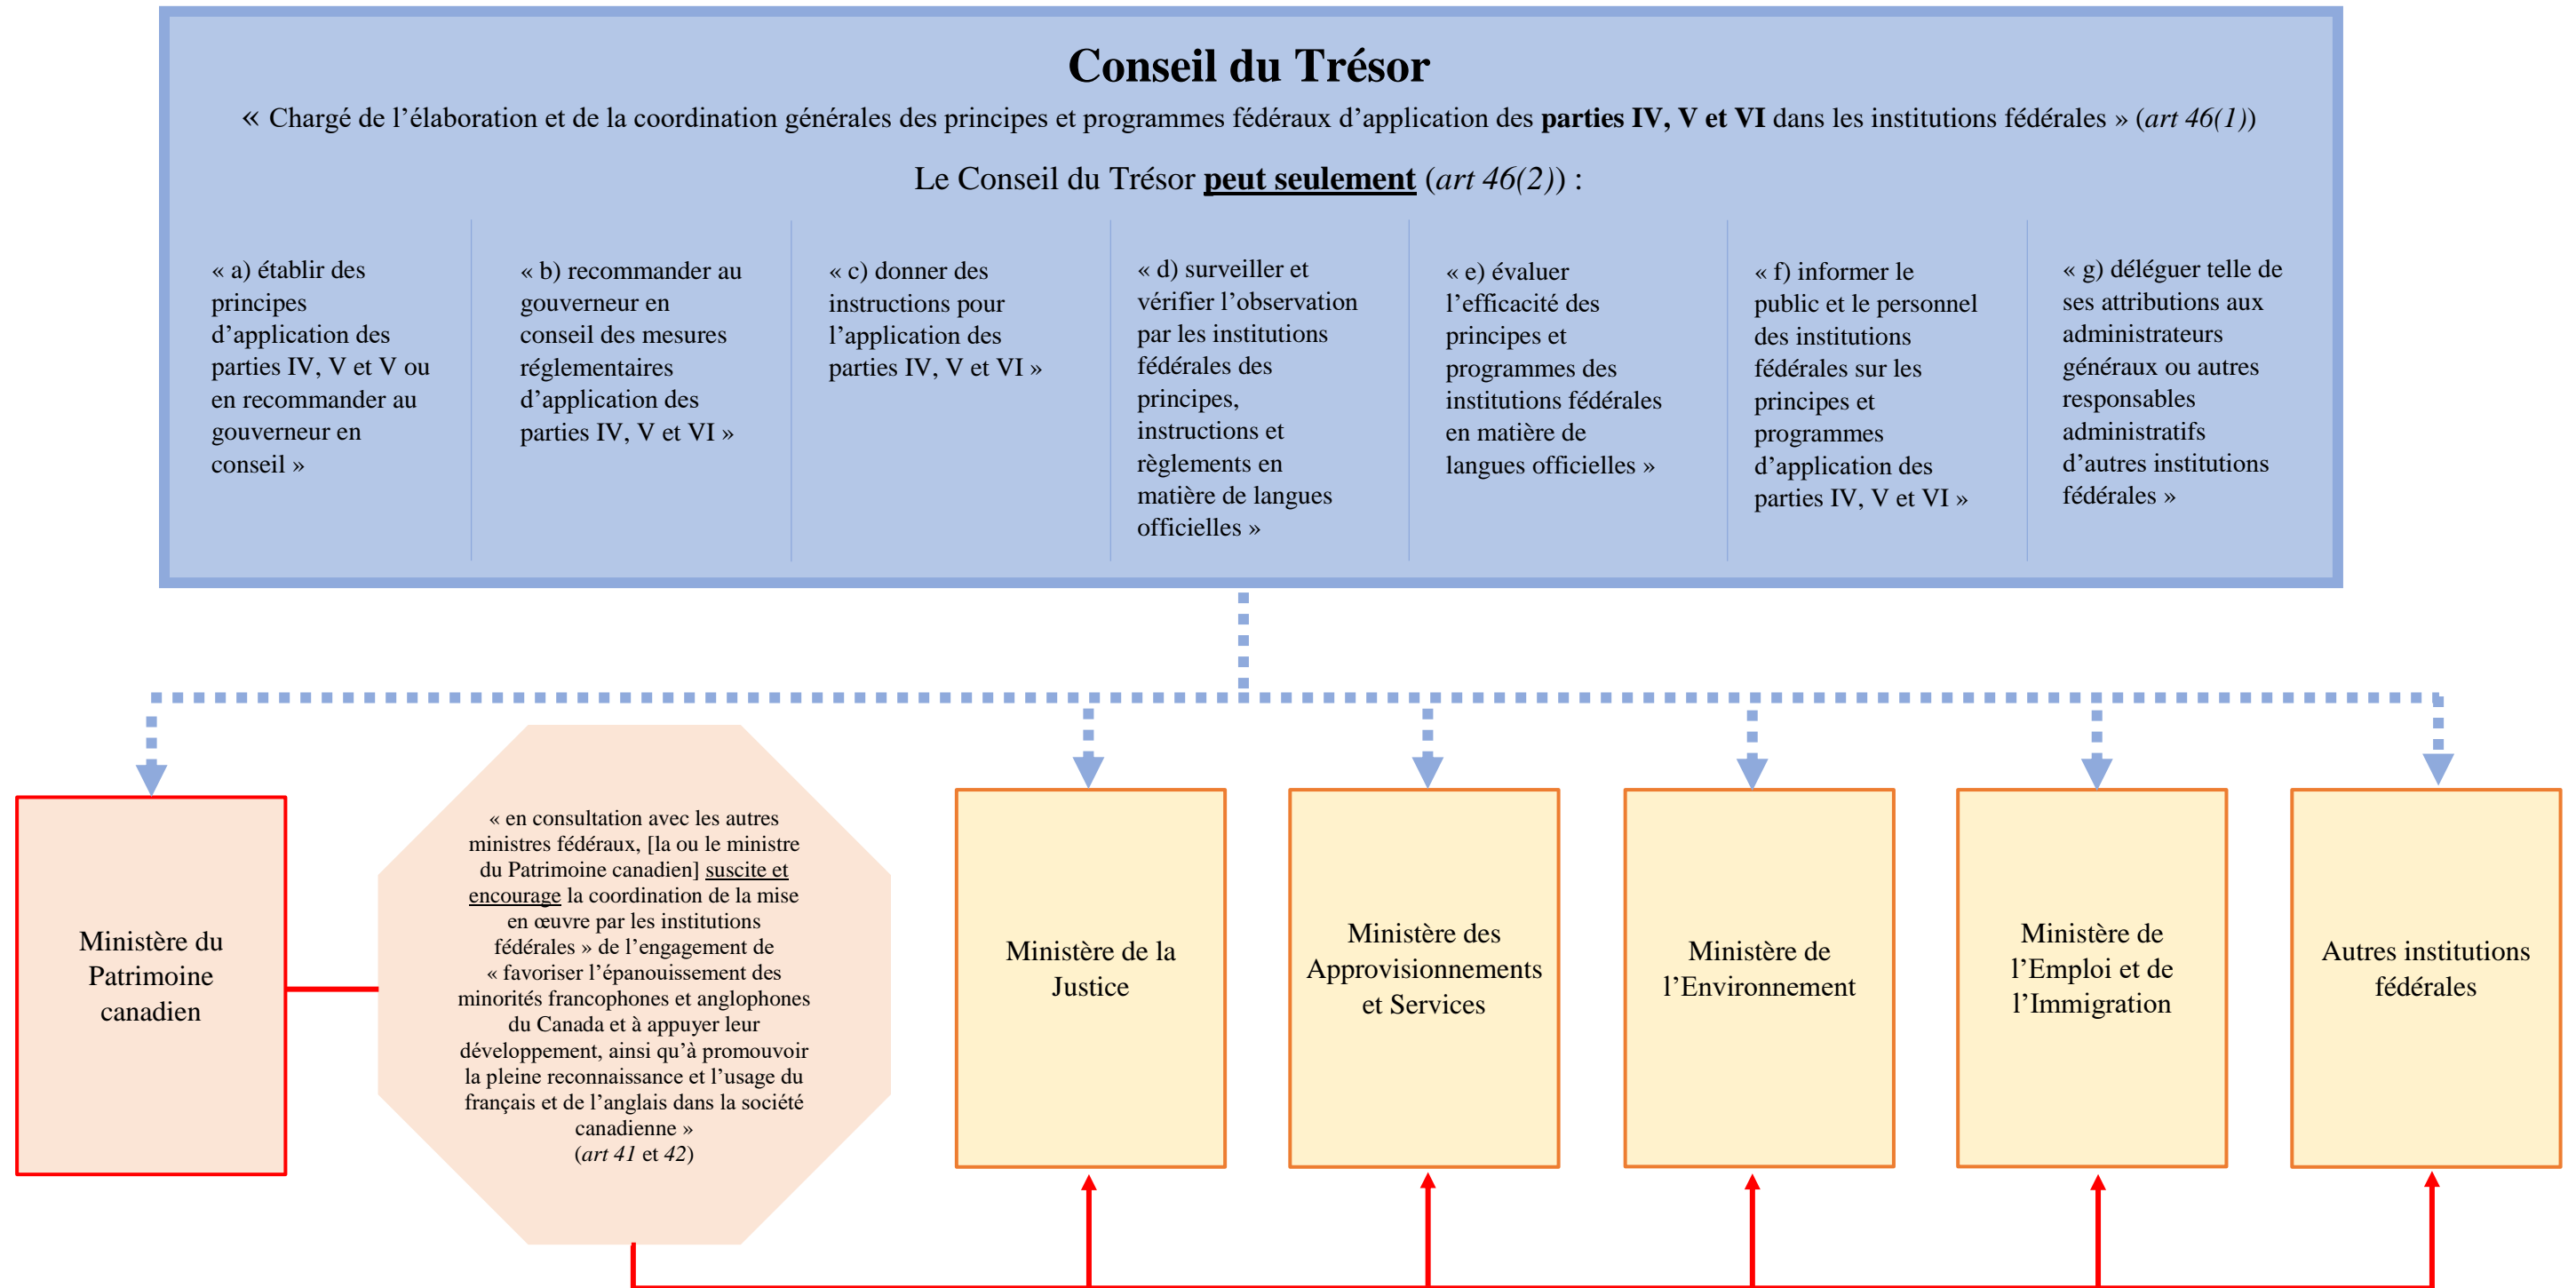 Conseil du Trésor
« Chargé de l’élaboration et de la coordination générales des principes et programmes fédéraux d’application des parties IV, V et VI dans les institutions fédérales » (art 46(1))
Le Conseil du Trésor peut seulement (art 46(2)) :
« a) établir des
principes
d’application des
parties IV, V et V ou
en recommander au
gouverneur en
conseil »
« b) recommander au
gouverneur en
conseil des mesures
réglementaires
d’application des
parties IV, V et VI »
« c) donner des
instructions pour
l’application des
parties IV, V et VI »
« d) surveiller et
vérifier l’observation
par les institutions
fédérales des
principes,
instructions et
règlements en
matière de langues
officielles »
« e) évaluer
l’efficacité des
principes et
programmes des
institutions fédérales
en matière de
langues officielles »
« f) informer le
public et le personnel
des institutions
fédérales sur les
principes et
programmes
d’application des
parties IV, V et VI »
« g) déléguer telle de
ses attributions aux
administrateurs
généraux ou autres
responsables
administratifs
d’autres institutions
fédérales »
Ministère du
Patrimoine
canadien
« en consultation avec les autres
ministres fédéraux, [la ou le ministre
du Patrimoine canadien] suscite et
encourage la coordination de la mise
en œuvre par les institutions
fédérales » de l’engagement de
« favoriser l’épanouissement des
minorités francophones et anglophones
du Canada et à appuyer leur
développement, ainsi qu’à promouvoir
la pleine reconnaissance et l’usage du
français et de l’anglais dans la société
canadienne »
(art 41 et 42)
Ministère de la
Justice
Ministère des
Approvisionnements
et Services
Ministère de
l’Environnement
Ministère de
l’Emploi et de
l’Immigration
Autres institutions
fédérales